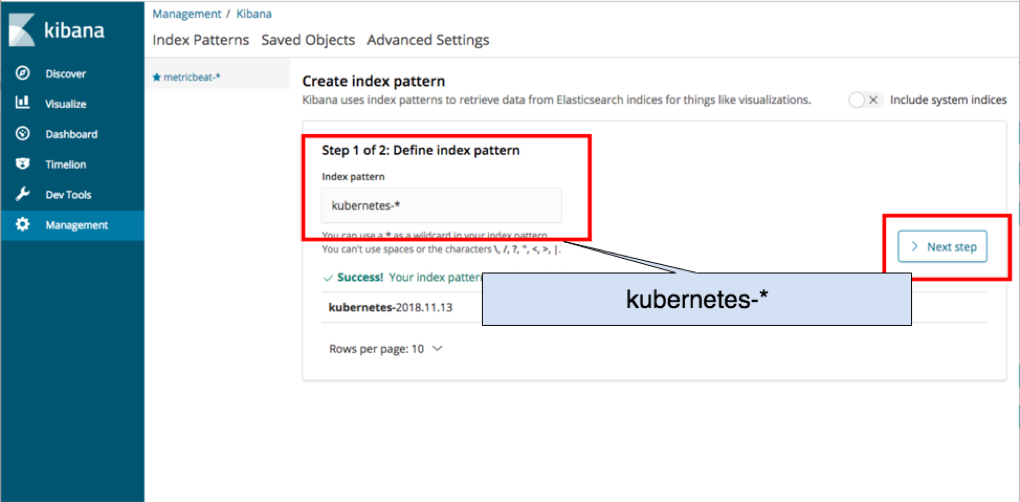 kibana
Discover
Visualize
Dashboard
Timelion
Dev Tools
Management
Management / Kibana
Index Patterns Saved Objects Advanced Settings
★ metricbeat-*
Create index pattern
Kibana uses index patterns to retrieve data from Elasticsearch indices for things like visualizations.
Include system indices
Step 1 of 2: Define index pattern
Index pattern
kubernetes-*
You can use a * as a wildcard in your index pattern.
You can't use spaces or the characters \, /, ?, ", <, >, |.
> Next step
✓ Success! Your index pattern
kubernetes-*
kubernetes-2018.11.13
Rows per page: 10